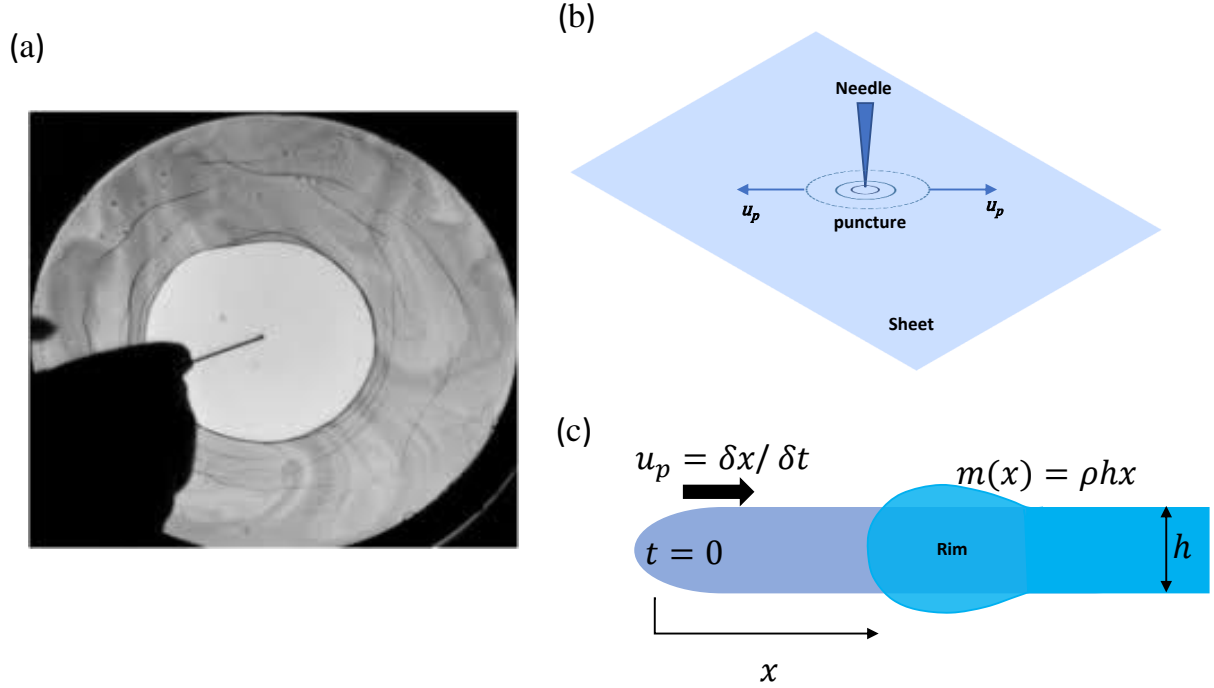 (a)
(b)
Needle
u_p
u_p
puncture
Sheet
(c)
u_p = δx/ δt
m(x) = ρhx
t = 0
Rim
h
x